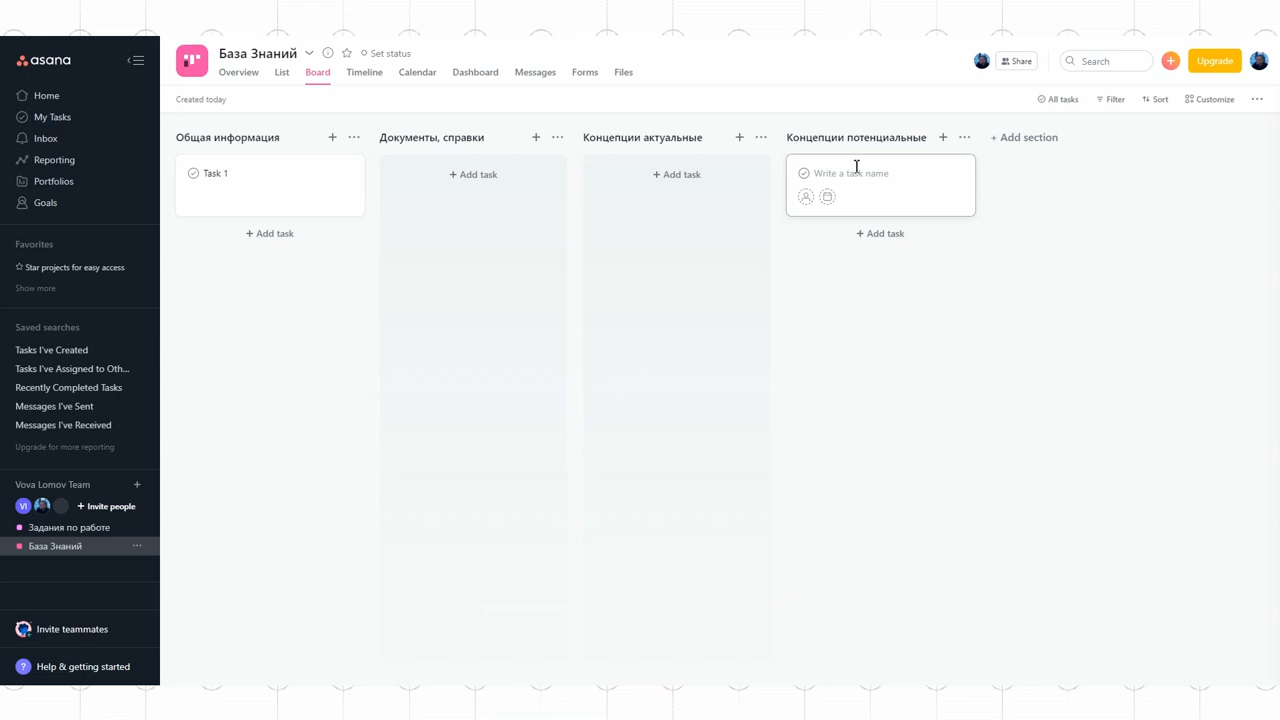 asana
Home
My Tasks
Inbox
Reporting
Portfolios
Goals
Favorites
Star projects for easy access
Show more
Saved searches
Tasks I've Created
Tasks I've Assigned to Oth...
Recently Completed Tasks
Messages I've Sent
Messages I've Received
Upgrade for more reporting
Vova Lomov Team
VI
+ Invite people
Задания по работе
База Знаний
Invite teammates
? Help & getting started
База Знаний
Set status
Overview List Board Timeline Calendar Dashboard Messages Forms Files
Share
Search
Upgrade
Created today
All tasks Filter Sort Customize
Общая информация
Task 1
+ Add task
Документы, справки
+ Add task
Концепции актуальные
+ Add task
Концепции потенциальные
Write a task name
+ Add task
+ Add section